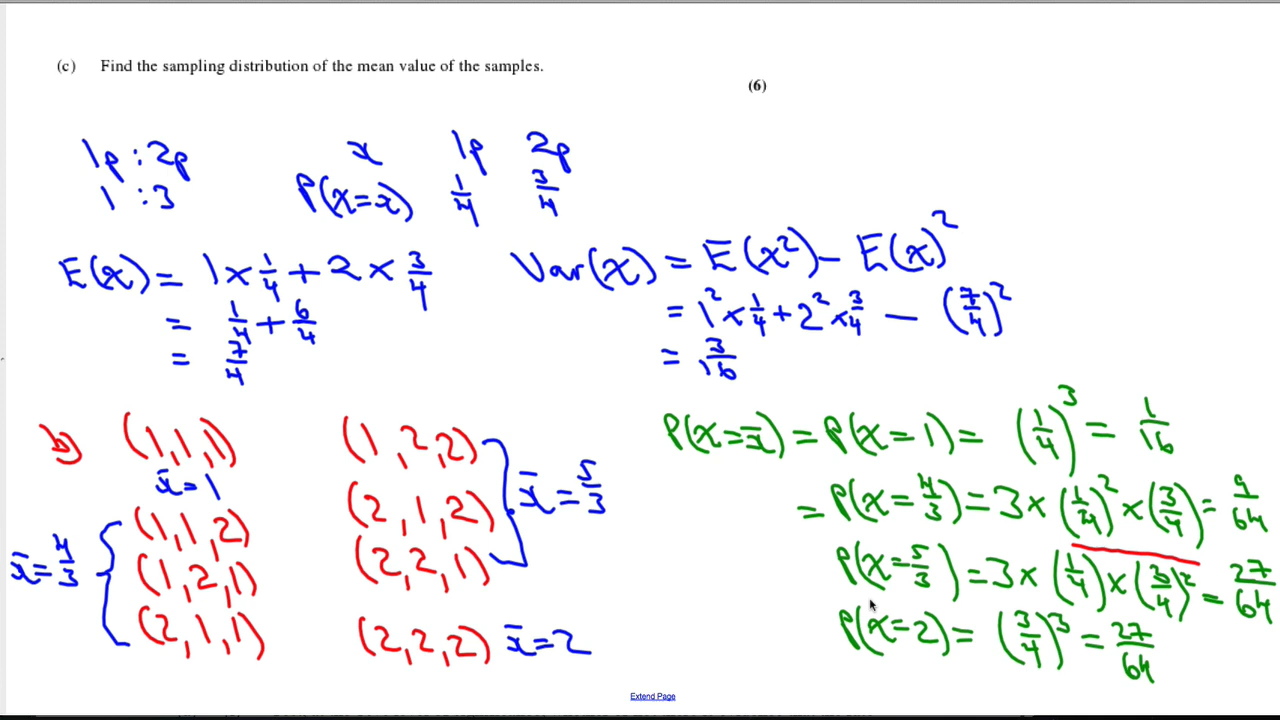 (c) Find the sampling distribution of the mean value of the samples.
(6)
1p : 2p
1 : 3
x 1p 2p
P(X=x) 1/4 3/4
E(x) = 1 × 1/4 + 2 × 3/4
= 1/4 + 6/4
= 7/4
Var(x) = E(x²) − E(x)²
= 1² × 1/4 + 2² × 3/4 − (7/4)²
= 3/16
b) (1,1,1)
x̄ = 1
(1,1,2)
(1,2,1)
(2,1,1)
x̄ = 4/3
(1,2,2)
(2,1,2)
(2,2,1)
x̄ = 5/3
(2,2,2) x̄ = 2
P(X=x̄) = P(x=1) = (1/4)³ = 1/16
= P(x=4/3) = 3 × (1/4)² × (3/4) = 9/64
P(x=5/3) = 3 × (1/4) × (3/4)² = 27/64
P(x=2) = (3/4)³ = 27/64
Extend Page